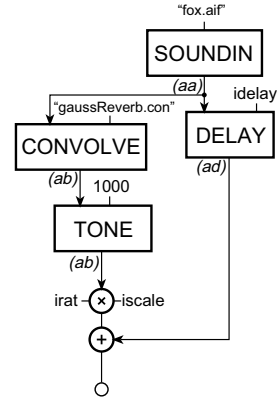 “fox.aif”
SOUNDIN
(aa)
“gaussReverb.con”
idelay
CONVOLVE
DELAY
(ab)
1000
(ad)
TONE
(ab)
irat × iscale
+